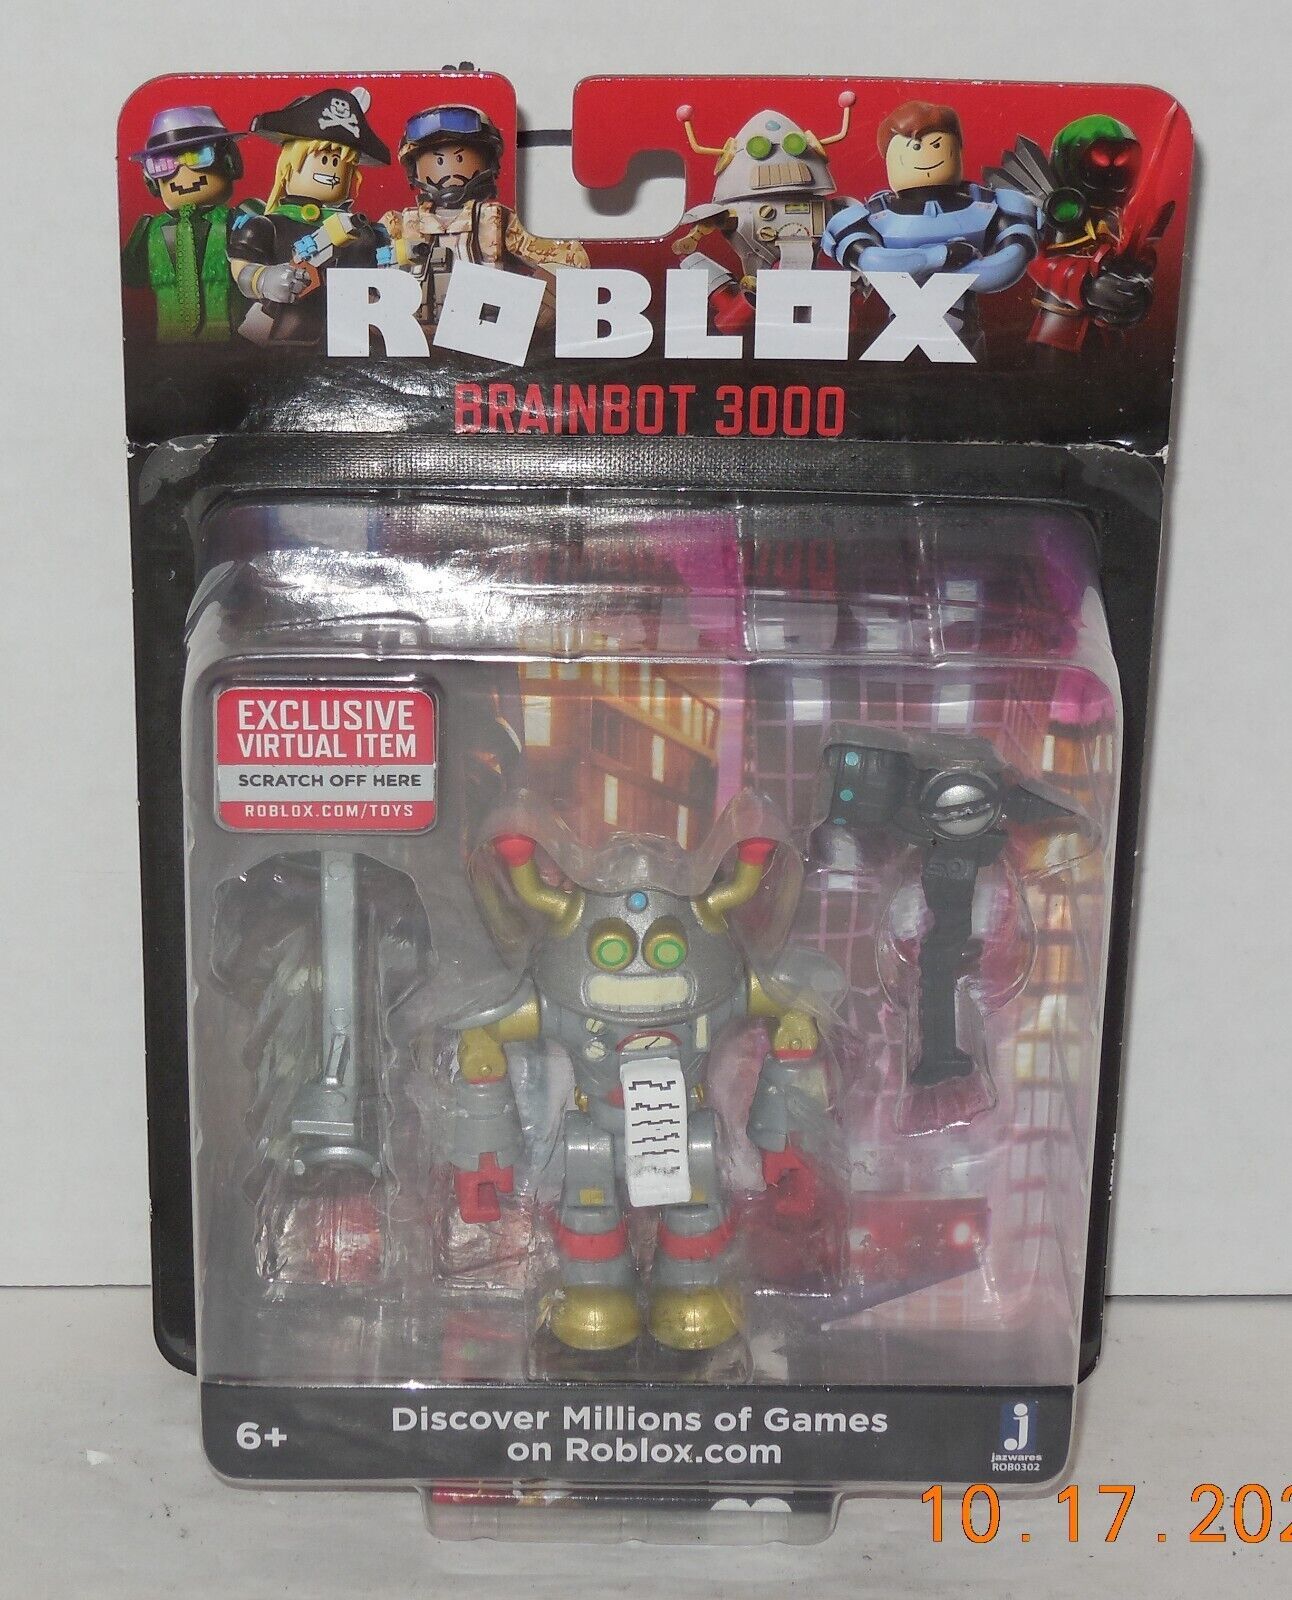 ROBLOX
BRAINBOT 3000
EXCLUSIVE
VIRTUAL ITEM
SCRATCH OFF HERE
ROBLOX.COM/TOYS
6+
Discover Millions of Games
on Roblox.com
j
jazwares
ROB0302
10.17.202